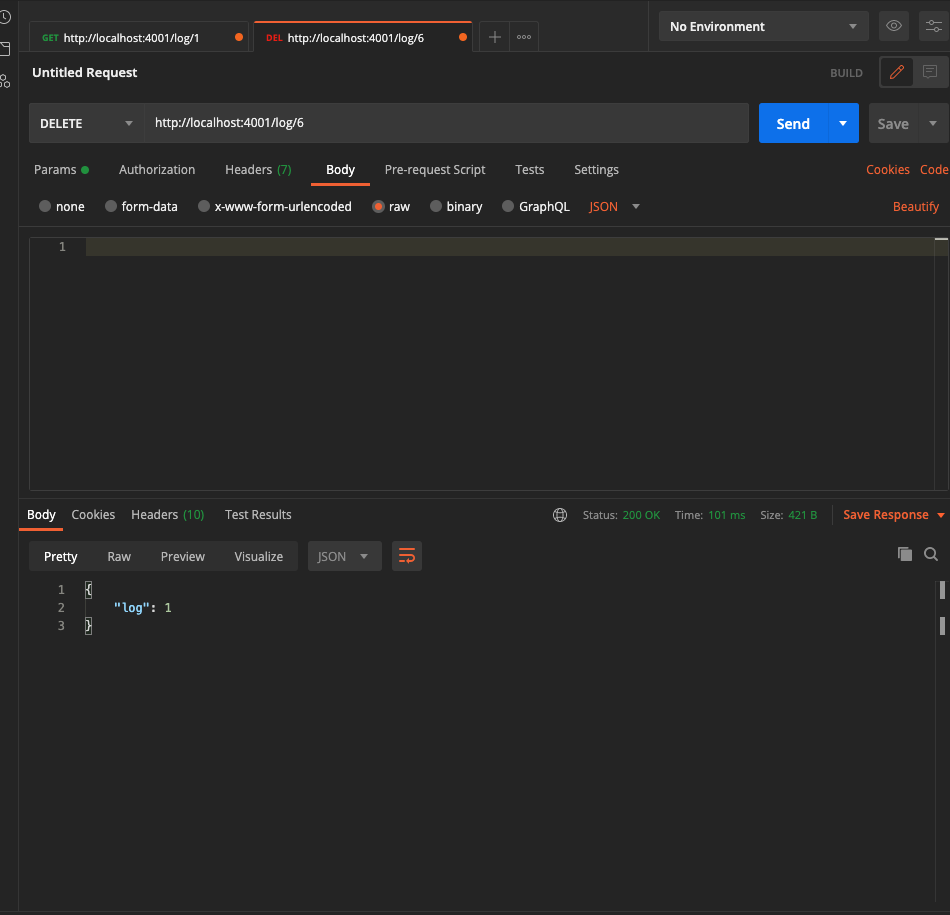 GET http://localhost:4001/log/1 DEL http://localhost:4001/log/6 No Environment
Untitled Request BUILD
DELETE http://localhost:4001/log/6 Send Save
Params Authorization Headers (7) Body Pre-request Script Tests Settings Cookies Code
none form-data x-www-form-urlencoded raw binary GraphQL JSON Beautify
1
Body Cookies Headers (10) Test Results Status: 200 OK Time: 101 ms Size: 421 B Save Response
Pretty Raw Preview Visualize JSON
1 {
2 "log": 1
3 }